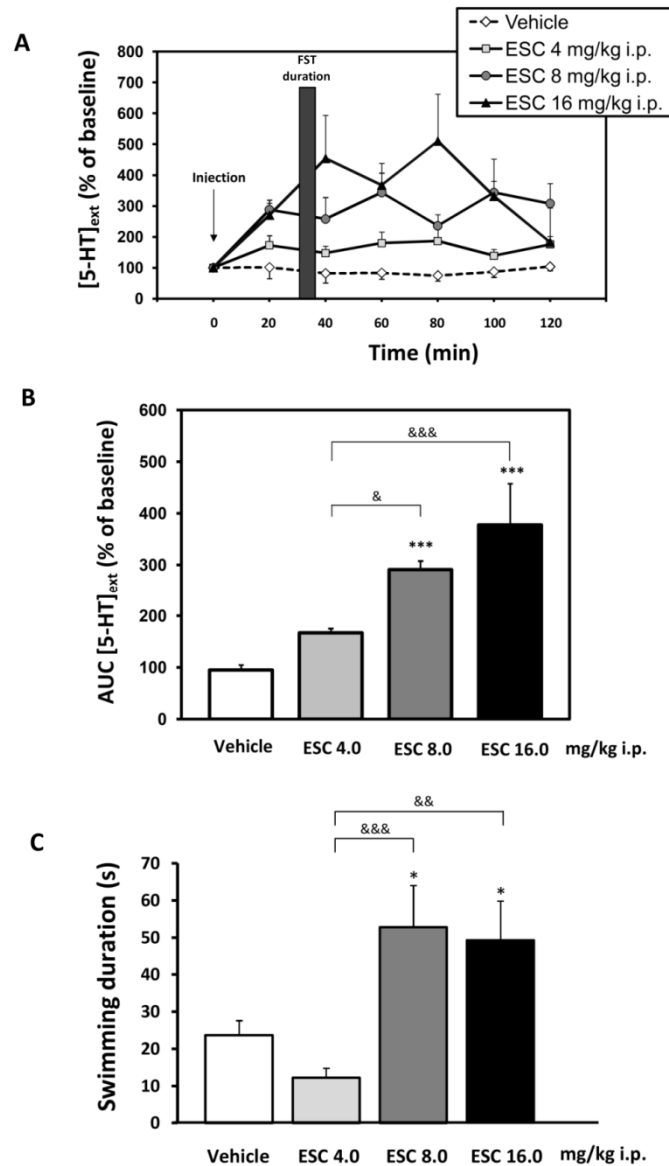 A
Vehicle
ESC 4 mg/kg i.p.
ESC 8 mg/kg i.p.
ESC 16 mg/kg i.p.
[5-HT]ext (% of baseline)
800
700
600
500
400
300
200
100
0
FST
duration
Injection
0 20 40 60 80 100 120
Time (min)
B
AUC [5-HT]ext (% of baseline)
600
500
400
300
200
100
0
&&&
&
***
***
Vehicle ESC 4.0 ESC 8.0 ESC 16.0 mg/kg i.p.
C
Swimming duration (s)
70
60
50
40
30
20
10
0
&&
&&&
* *
Vehicle ESC 4.0 ESC 8.0 ESC 16.0 mg/kg i.p.